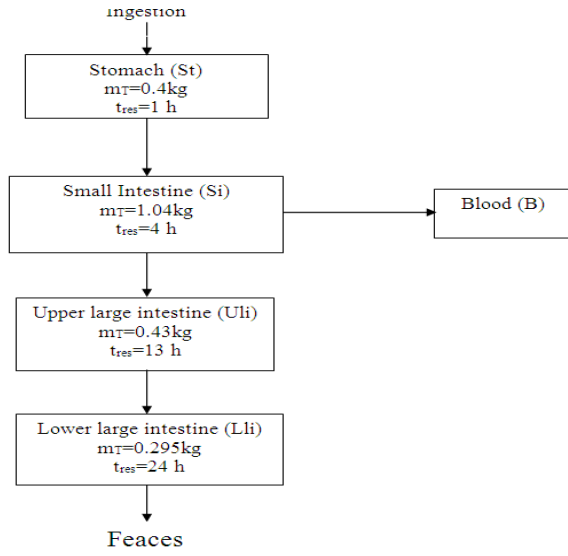 Ingestion
Stomach (St)
mT=0.4kg
tres=1 h
Small Intestine (Si)
mT=1.04kg
tres=4 h
Blood (B)
Upper large intestine (Uli)
mT=0.43kg
tres=13 h
Lower large intestine (Lli)
mT=0.295kg
tres=24 h
Feaces